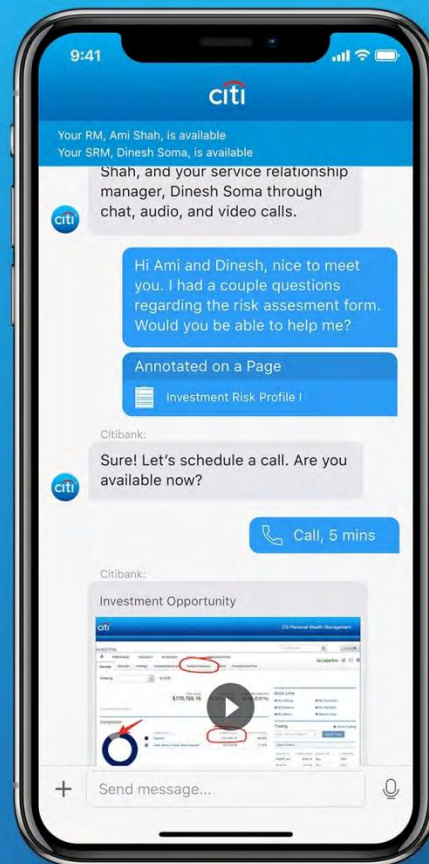 9:41
citi
Your RM, Ami Shah, is available
Your SRM, Dinesh Soma, is available
Shah, and your service relationship
manager, Dinesh Soma through
chat, audio, and video calls.
citi
Hi Ami and Dinesh, nice to meet
you. I had a couple questions
regarding the risk assesment form.
Would you be able to help me?
Annotated on a Page
Investment Risk Profile I
Citibank:
Sure! Let's schedule a call. Are you
available now?
citi
Call, 5 mins
Citibank:
Investment Opportunity
citi
Citi Personal Wealth Management
INVESTING
Quick Links
Trading
Send message...